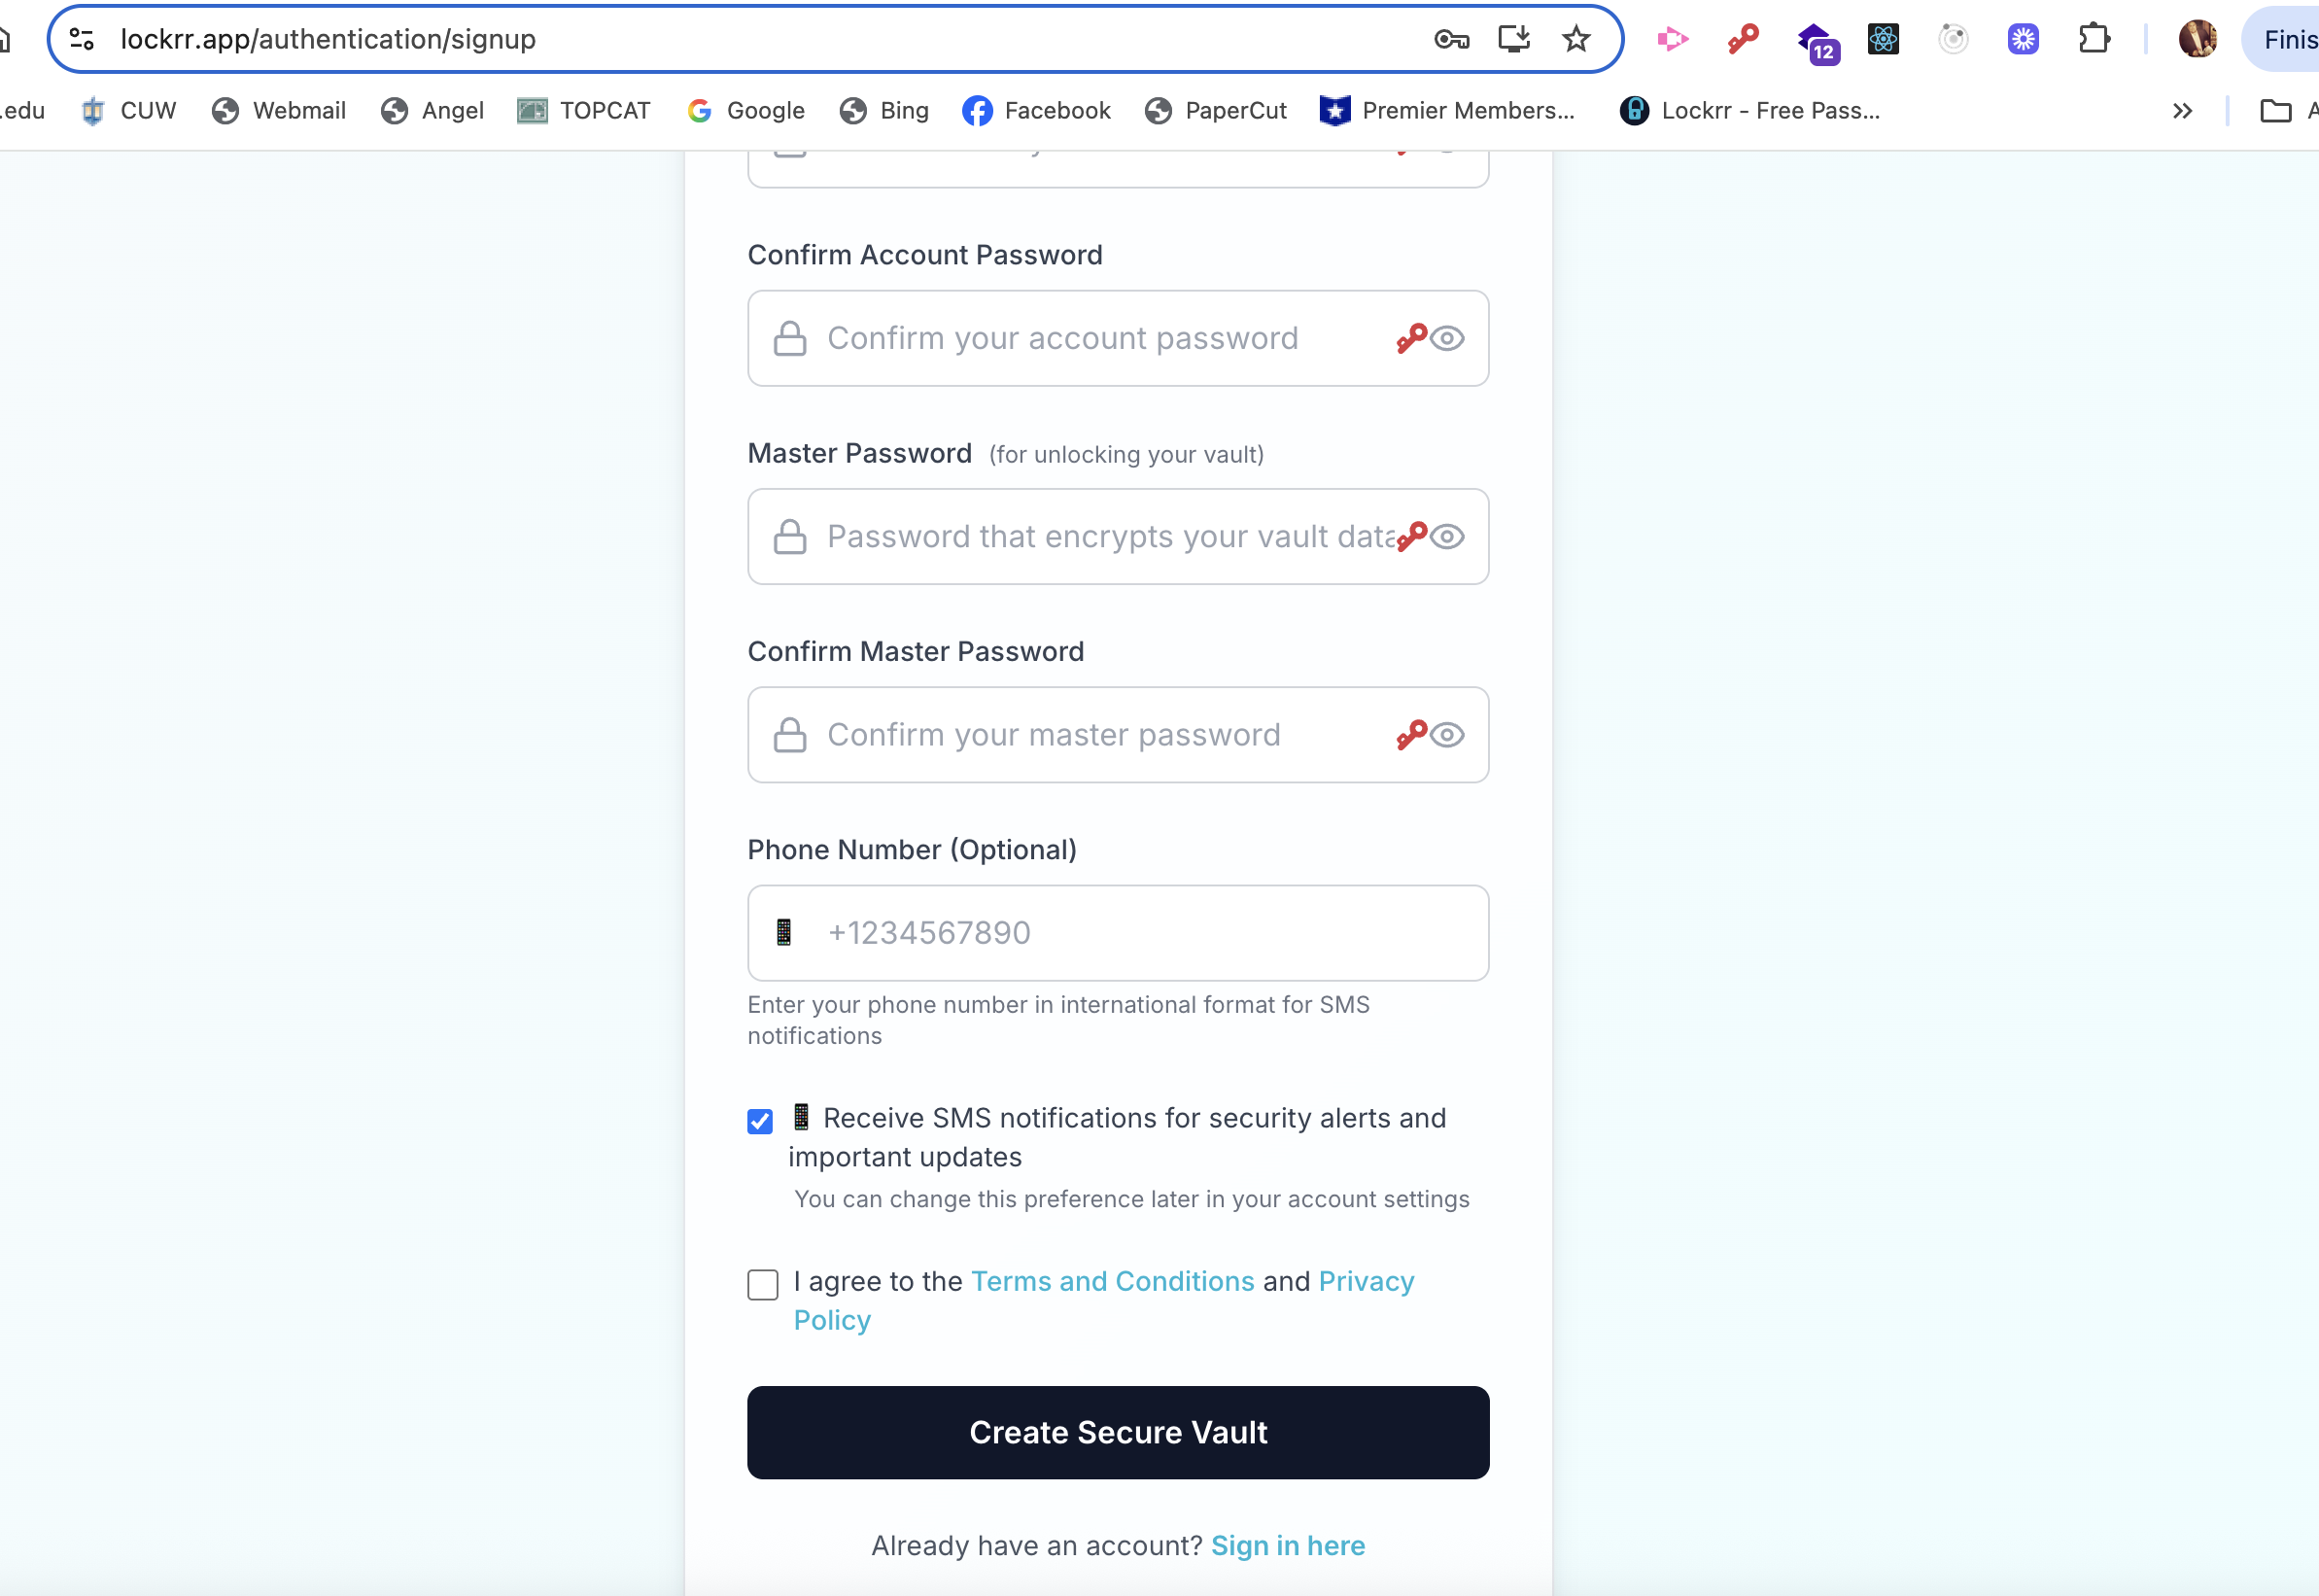 lockrr.app/authentication/signup
12
Finis
.edu CUW Webmail Angel TOPCAT Google Bing Facebook PaperCut Premier Members... Lockrr - Free Pass...
Confirm Account Password
Confirm your account password
Master Password (for unlocking your vault)
Password that encrypts your vault data
Confirm Master Password
Confirm your master password
Phone Number (Optional)
+1234567890
Enter your phone number in international format for SMS
notifications
Receive SMS notifications for security alerts and
important updates
You can change this preference later in your account settings
I agree to the Terms and Conditions and Privacy
Policy
Create Secure Vault
Already have an account? Sign in here